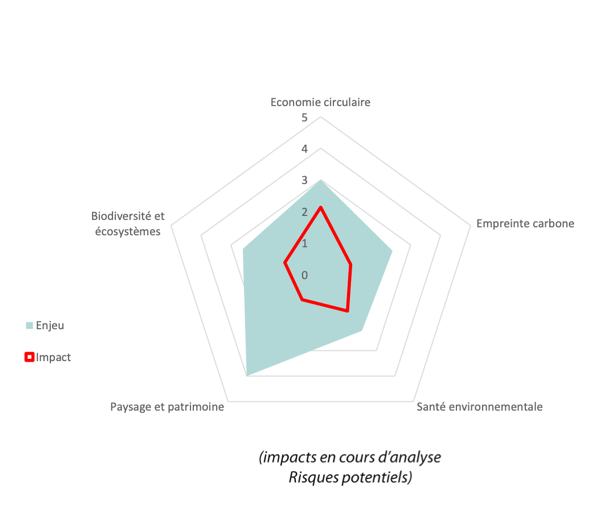 Economie circulaire
5
4
3
2
1
0
Biodiversité et
écosystèmes
Empreinte carbone
Enjeu
Impact
Paysage et patrimoine
Santé environnementale
(impacts en cours d’analyse
Risques potentiels)